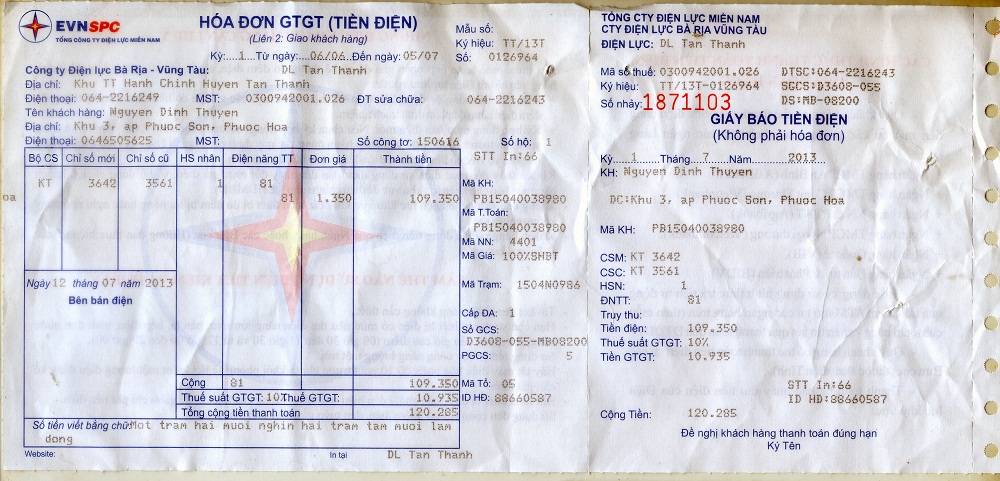 EVNSPC
TỔNG CÔNG TY ĐIỆN LỰC MIỀN NAM
HÓA ĐƠN GTGT (TIỀN ĐIỆN)
(Liên 2: Giao khách hàng)
Kỳ:.....1...Từ ngày:...06/06..Đến ngày: 05/07
Mẫu số:
Ký hiệu: TT/13T
Số: 0126964
Công ty Điện lực Bà Rịa - Vũng Tàu: DL Tan Thanh
Địa chỉ: Khu TT Hanh Chinh Huyen Tan Thanh
Điện thoại: 064-2216249 MST: 0300942001.026 ĐT sửa chữa: 064-2216243
Tên khách hàng: Nguyen Dinh Thuyen
Địa chỉ: Khu 3, ap Phuoc Son, Phuoc Hoa
Điện thoại: 0646505625 MST: Số công tơ: 150616 Số hộ: 1
Bộ CS Chỉ số mới Chỉ số cũ HS nhân Điện năng TT Đơn giá Thành tiền
KT 3642 3561 1 81
81 1.350 109.350
oa
Ngày 12 tháng 07 năm 2013
Bên bán điện
Cộng 81 109.350
Thuế suất GTGT: 10% Thuế GTGT: 10.935
Tổng cộng tiền thanh toán 120.285
Số tiền viết bằng chữ: Mot tram hai muoi nghin hai tram tam muoi lam
dong
Website: In tại DL Tan Thanh
STT In:66
Mã KH:
PB15040038980
Mã T.Toán:
PB15040038980
Mã NN: 4401
Mã Giá: 100%SHBT
Mã Trạm: 1504N0986
Cấp ĐA: 1
Số GCS:
D3608-055-MB08200
PGCS: 5
Mã Tổ: 05
ID HĐ: 88660587
TỔNG CTY ĐIỆN LỰC MIỀN NAM
CTY ĐIỆN LỰC BÀ RỊA VŨNG TÀU
ĐIỆN LỰC: DL Tan Thanh
Mã số thuế: 0300942001.026 DTSC:064-2216243
Ký hiệu: TT/13T-0126964 SGCS:D3608-055
Số nhảy: 1871103 DS:MB-08200
GIẤY BÁO TIỀN ĐIỆN
(Không phải hóa đơn)
Kỳ.....1........Tháng...7....Năm......2013
KH: Nguyen Dinh Thuyen
DC:Khu 3, ap Phuoc Son, Phuoc Hoa
Mã KH: PB15040038980
CSM: KT 3642
CSC: KT 3561
HSN: 1
ĐNTT: 81
Truy thu:
Tiền điện: 109.350
Thuế suất GTGT: 10%
Tiền GTGT: 10.935
STT In:66
ID HD:88660587
Cộng Tiền: 120.285
Đề nghị khách hàng thanh toán đúng hạn
Ký Tên